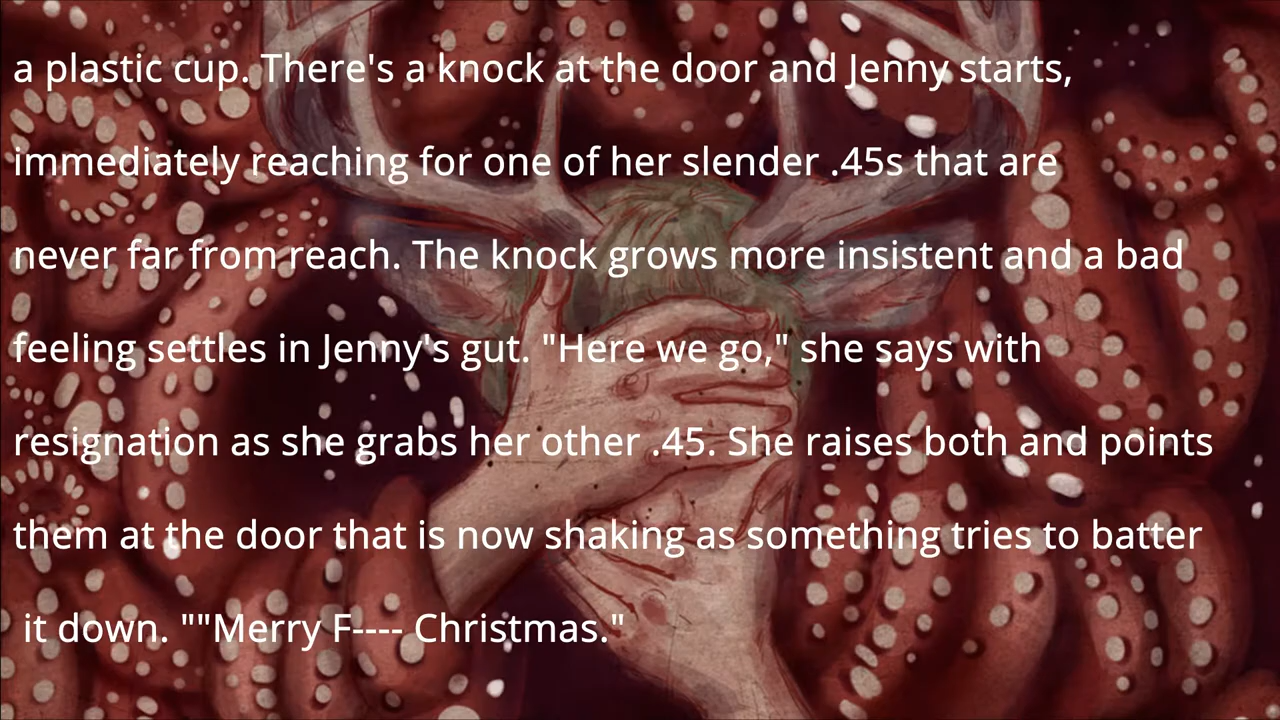 a plastic cup. There's a knock at the door and Jenny starts,
immediately reaching for one of her slender .45s that are
never far from reach. The knock grows more insistent and a bad
feeling settles in Jenny's gut. "Here we go," she says with
resignation as she grabs her other .45. She raises both and points
them at the door that is now shaking as something tries to batter
it down. ""Merry F---- Christmas."